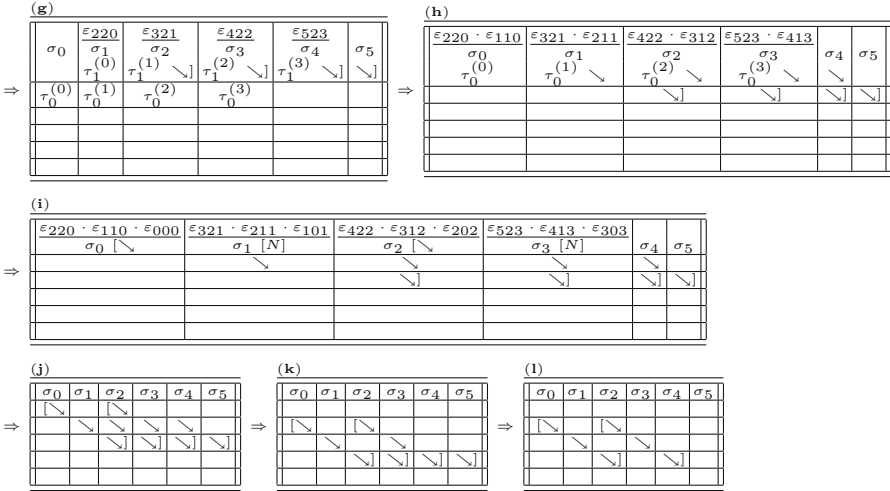 (g)
(h)
ε220 ε321 ε422 ε523
σ0 σ1 σ2 σ3 σ4 σ5
τ1^(0) τ1^(1) ↘] τ1^(2) ↘] τ1^(3) ↘] ↘]
⇒ τ0^(0) τ0^(1) τ0^(2) τ0^(3)
ε220 · ε110 ε321 · ε211 ε422 · ε312 ε523 · ε413
σ0 σ1 σ2 σ3 σ4 σ5
τ0^(0) τ0^(1) ↘ τ0^(2) ↘ τ0^(3) ↘ ↘
⇒ ↘] ↘] ↘] ↘]
(i)
ε220 · ε110 · ε000 ε321 · ε211 · ε101 ε422 · ε312 · ε202 ε523 · ε413 · ε303
σ0 [↘ σ1 [N] σ2 [↘ σ3 [N] σ4 σ5
⇒ ↘ ↘ ↘ ↘
↘] ↘] ↘] ↘]
(j)
σ0 σ1 σ2 σ3 σ4 σ5
[↘ [↘
⇒ ↘ ↘ ↘ ↘
↘] ↘] ↘] ↘]
(k)
σ0 σ1 σ2 σ3 σ4 σ5
⇒ [↘ [↘
↘ ↘
↘] ↘] ↘] ↘]
(l)
σ0 σ1 σ2 σ3 σ4 σ5
⇒ [↘ [↘
↘ ↘
↘] ↘]